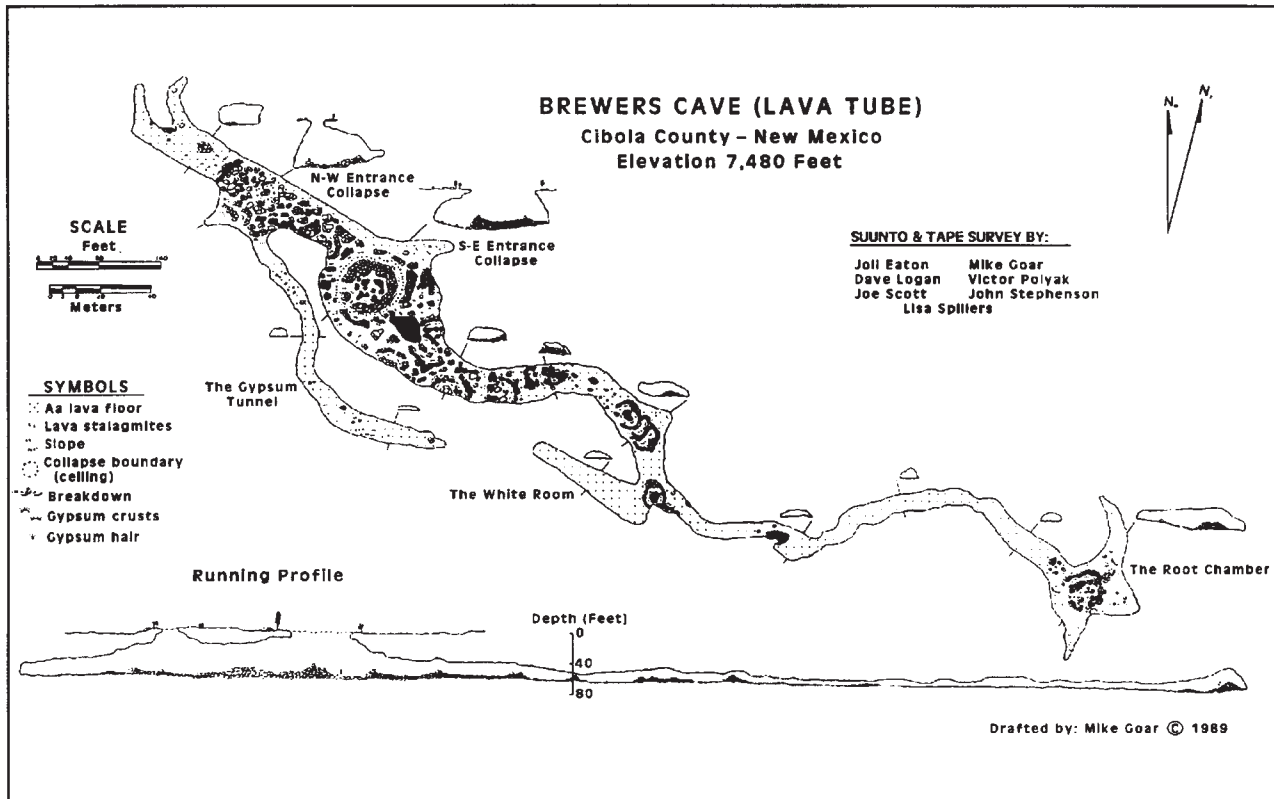 BREWERS CAVE (LAVA TUBE)
Cibola County – New Mexico
Elevation 7,480 Feet
N
N
N-W Entrance
Collapse
S-E Entrance
Collapse
SCALE
Feet
Meters
SUUNTO & TAPE SURVEY BY:
Joli Eaton Mike Goar
Dave Logan Victor Polyak
Joe Scott John Stephenson
Lisa Spillers
The Gypsum
Tunnel
SYMBOLS
Aa lava floor
Lava stalagmites
Slope
Collapse boundary
(ceiling)
Breakdown
Gypsum crusts
Gypsum hair
The White Room
The Root Chamber
Running Profile
Depth (Feet)
0
40
80
Drafted by: Mike Goar © 1989